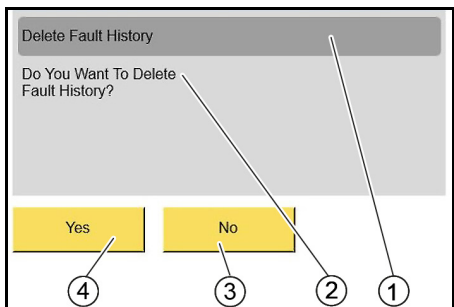 Delete Fault History
Do You Want To Delete
Fault History?
Yes
No
4
3
2
1